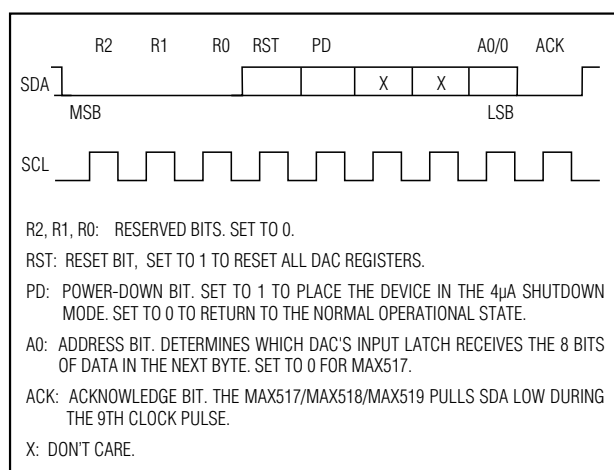 R2 R1 R0 RST PD A0/0 ACK
SDA X X
MSB LSB
SCL
R2, R1, R0: RESERVED BITS. SET TO 0.
RST: RESET BIT, SET TO 1 TO RESET ALL DAC REGISTERS.
PD: POWER-DOWN BIT. SET TO 1 TO PLACE THE DEVICE IN THE 4µA SHUTDOWN
MODE. SET TO 0 TO RETURN TO THE NORMAL OPERATIONAL STATE.
A0: ADDRESS BIT. DETERMINES WHICH DAC'S INPUT LATCH RECEIVES THE 8 BITS
OF DATA IN THE NEXT BYTE. SET TO 0 FOR MAX517.
ACK: ACKNOWLEDGE BIT. THE MAX517/MAX518/MAX519 PULLS SDA LOW DURING
THE 9TH CLOCK PULSE.
X: DON'T CARE.